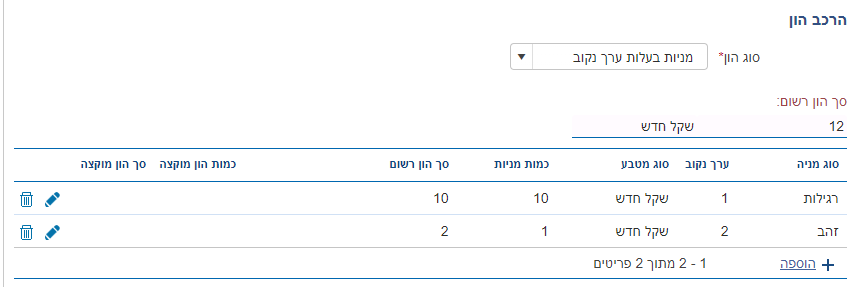 הרכב הון
סוג הון* מניות בעלות ערך נקוב
סך הון רשום:
12 שקל חדש
סוג מניה ערך נקוב סוג מטבע כמות מניות סך הון רשום כמות הון מוקצה סך הון מוקצה
רגילות 1 שקל חדש 10 10
זהב 2 שקל חדש 1 2
+ הוספה 1 - 2 מתוך 2 פריטים